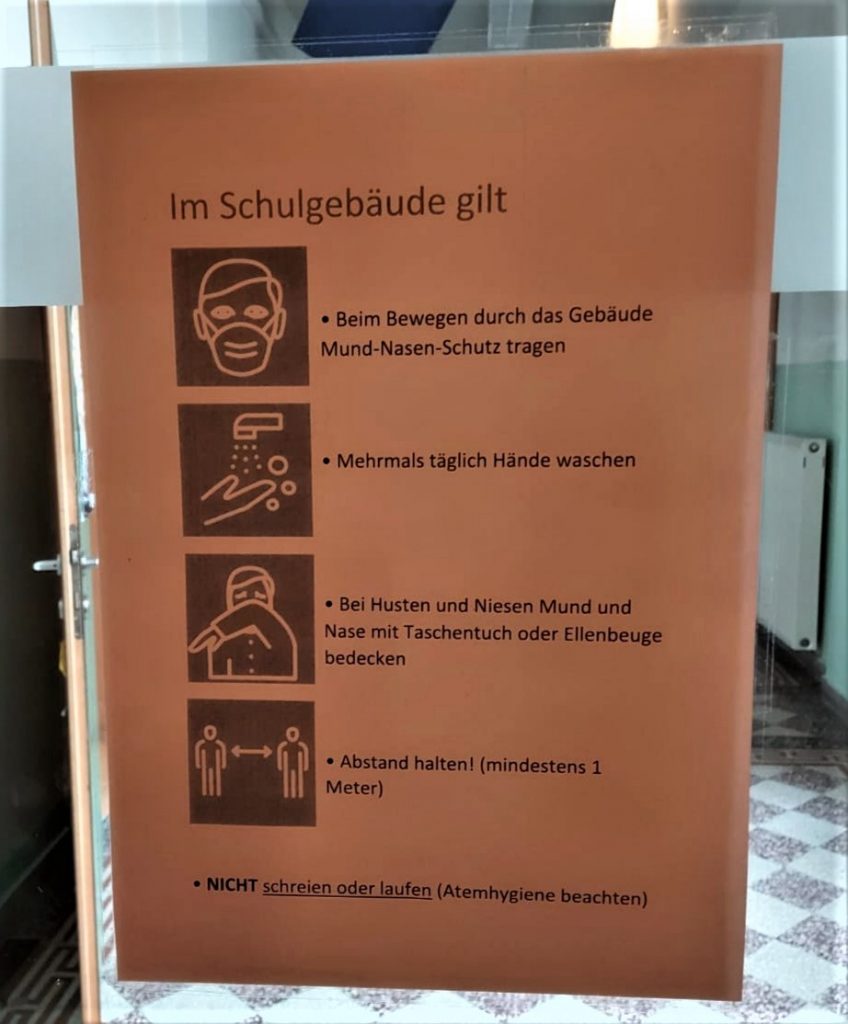 Im Schulgebäude gilt
• Beim Bewegen durch das Gebäude
Mund-Nasen-Schutz tragen
• Mehrmals täglich Hände waschen
• Bei Husten und Niesen Mund und
Nase mit Taschentuch oder Ellenbeuge
bedecken
• Abstand halten! (mindestens 1
Meter)
• NICHT schreien oder laufen (Atemhygiene beachten)